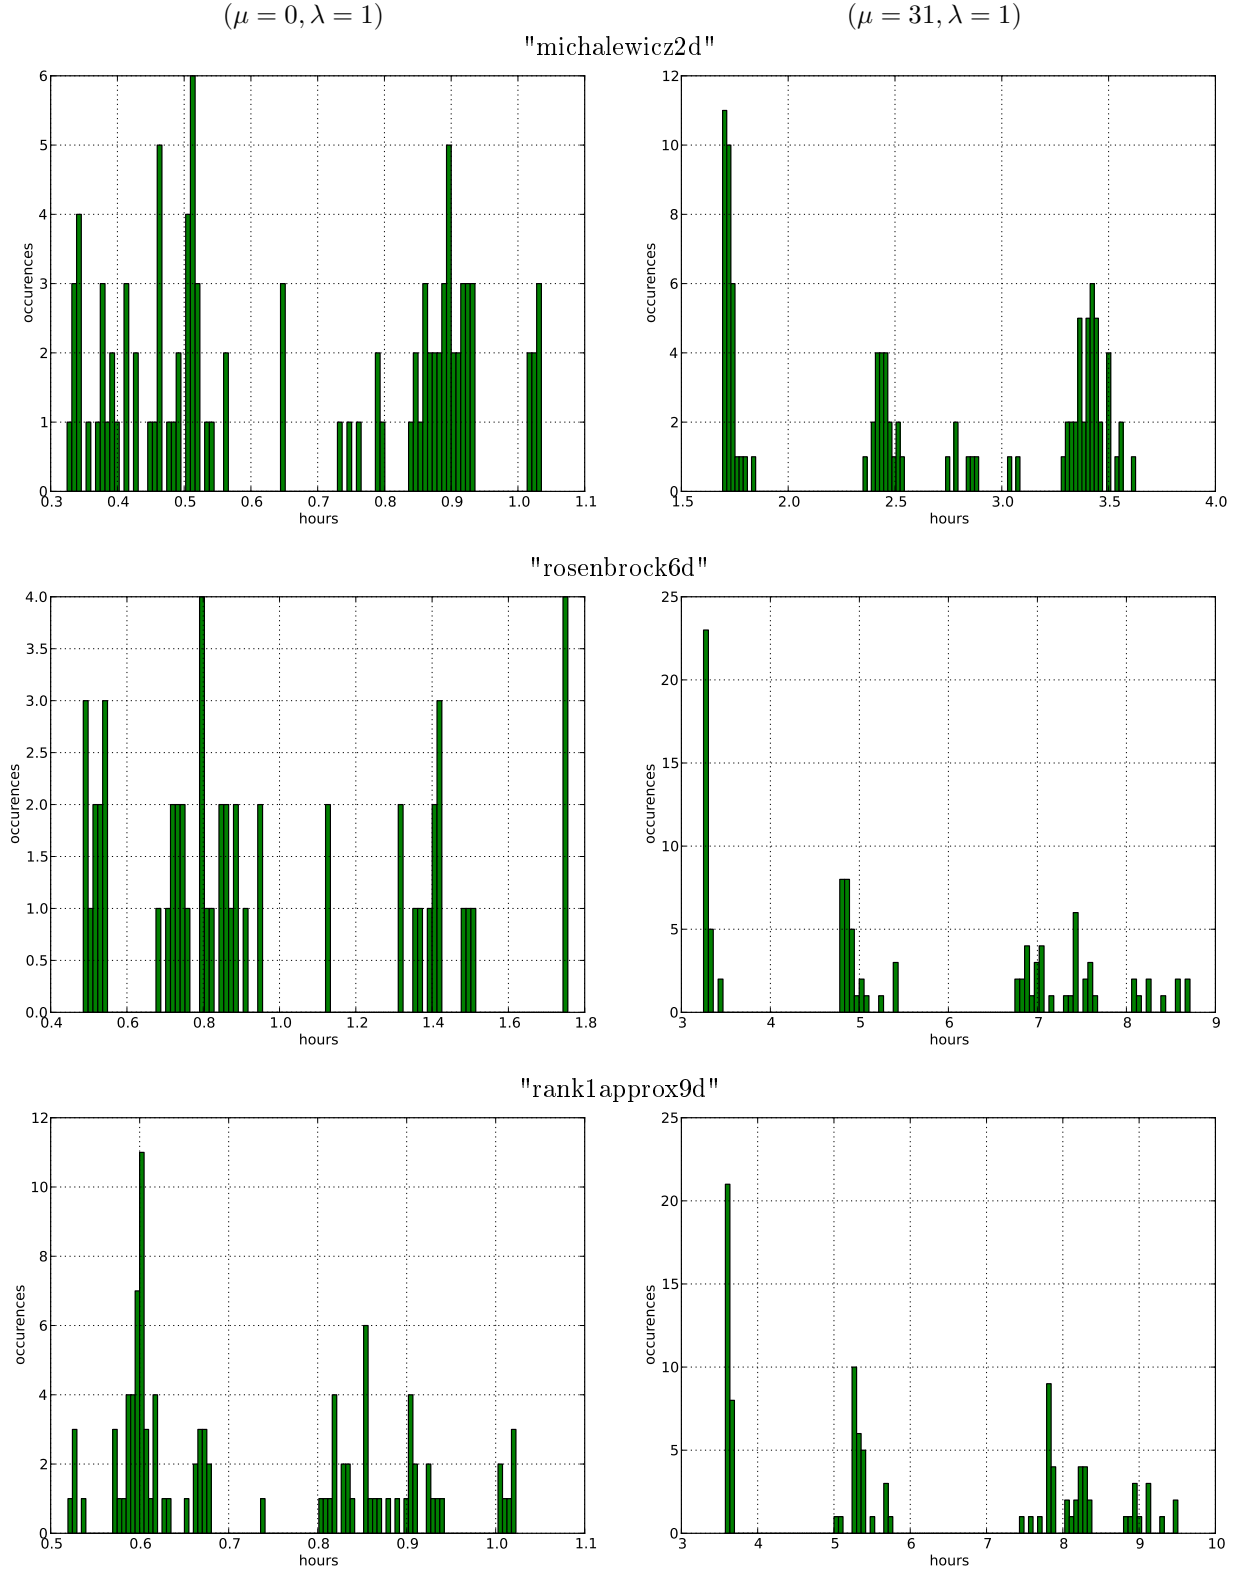 (μ = 0, λ = 1) (μ = 31, λ = 1)
"michalewicz2d"
6
5
4
3
2
1
0
occurences
0.3 0.4 0.5 0.6 0.7 0.8 0.9 1.0 1.1
hours
12
10
8
6
4
2
0
occurences
1.5 2.0 2.5 3.0 3.5 4.0
hours
"rosenbrock6d"
4.0
3.5
3.0
2.5
2.0
1.5
1.0
0.5
0.0
occurences
0.4 0.6 0.8 1.0 1.2 1.4 1.6 1.8
hours
25
20
15
10
5
0
occurences
3 4 5 6 7 8 9
hours
"rank1approx9d"
12
10
8
6
4
2
0
occurences
0.5 0.6 0.7 0.8 0.9 1.0 1.1
hours
25
20
15
10
5
0
occurences
3 4 5 6 7 8 9 10
hours